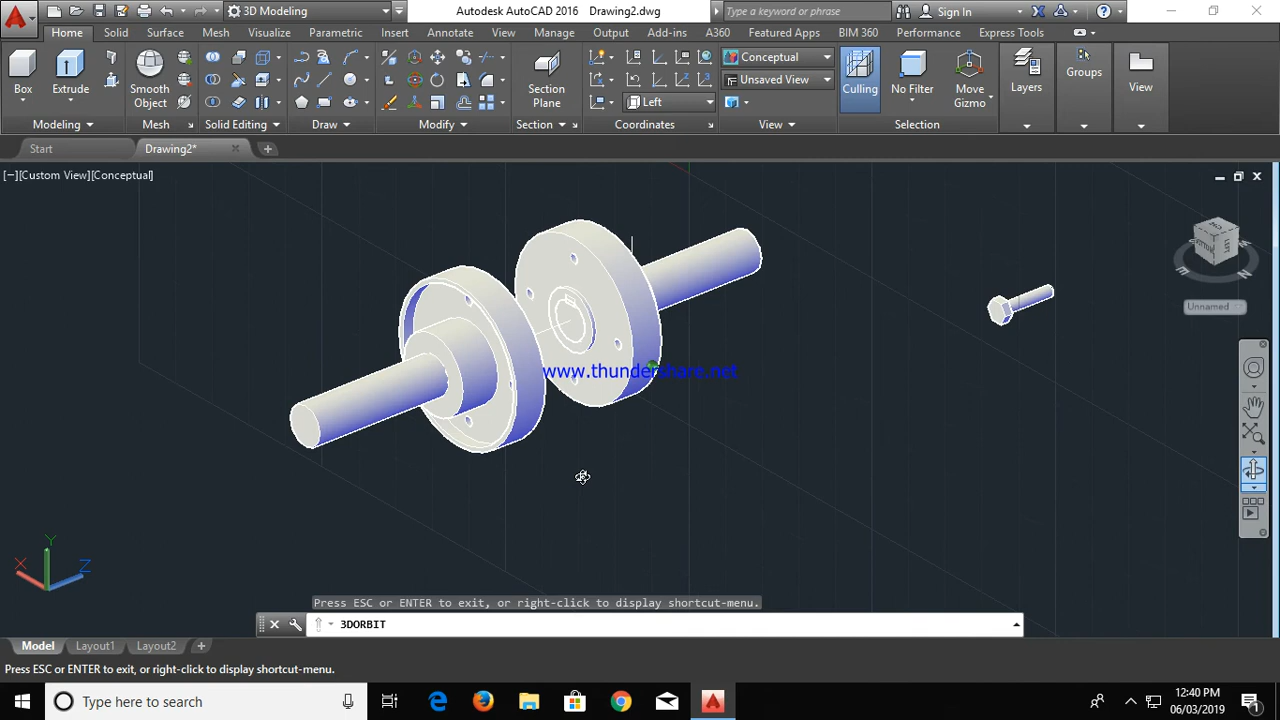 3D Modeling
Autodesk AutoCAD 2016 Drawing2.dwg
Type a keyword or phrase
Sign In
Home Solid Surface Mesh Visualize Parametric Insert Annotate View Manage Output Add-ins A360 Featured Apps BIM 360 Performance Express Tools
Box
Extrude
Smooth Object
Section Plane
Left
Conceptual
Unsaved View
Culling
No Filter
Move Gizmo
Layers
Groups
View
Modeling
Mesh
Solid Editing
Draw
Modify
Section
Coordinates
View
Selection
Start
Drawing2*
[−][Custom View][Conceptual]
Unnamed
www.thundershare.net
X
Y
Z
Press ESC or ENTER to exit, or right-click to display shortcut-menu.
3DORBIT
Model
Layout1
Layout2
Press ESC or ENTER to exit, or right-click to display shortcut-menu.
Type here to search
12:40 PM
06/03/2019